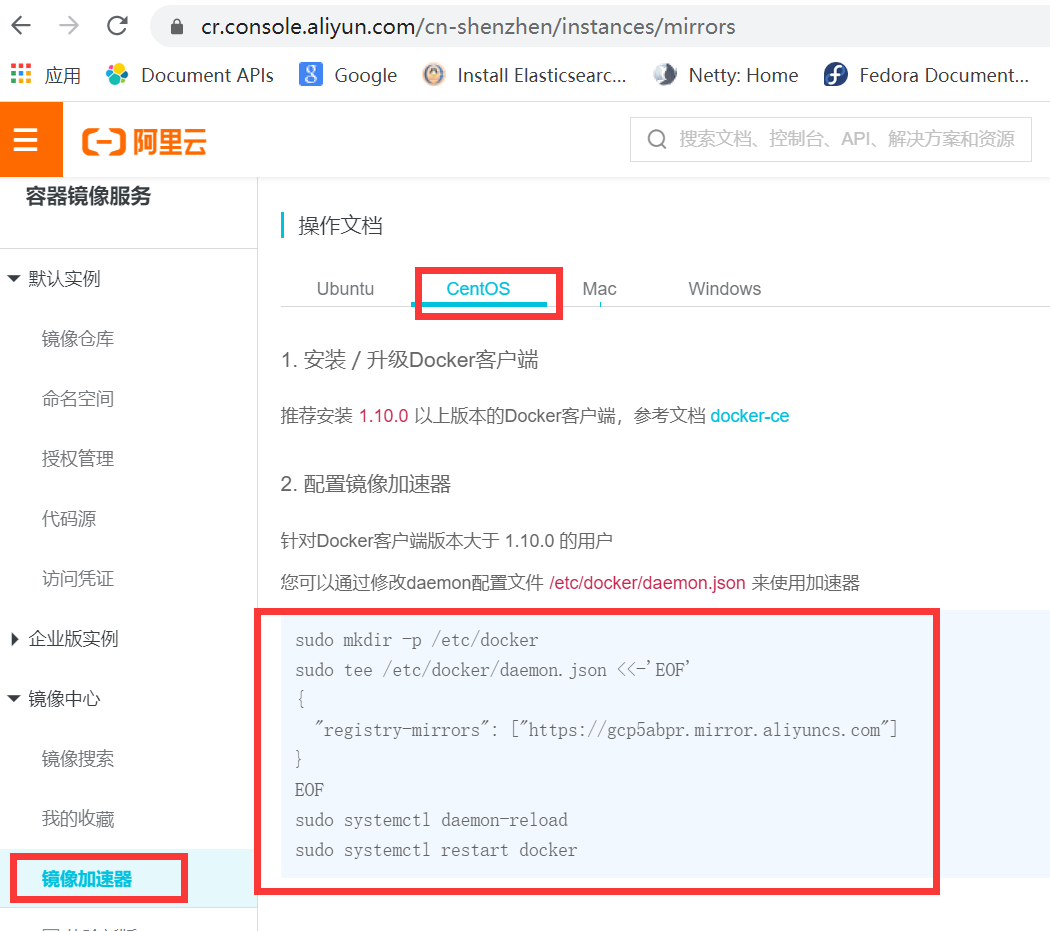 cr.console.aliyun.com/cn-shenzhen/instances/mirrors
应用 Document APIs Google Install Elasticsearc... Netty: Home Fedora Document...
阿里云 搜索文档、控制台、API、解决方案和资源
容器镜像服务
默认实例
镜像仓库
命名空间
授权管理
代码源
访问凭证
企业版实例
镜像中心
镜像搜索
我的收藏
镜像加速器
操作文档
Ubuntu CentOS Mac Windows
1. 安装 / 升级Docker客户端
推荐安装 1.10.0 以上版本的Docker客户端，参考文档 docker-ce
2. 配置镜像加速器
针对Docker客户端版本大于 1.10.0 的用户
您可以通过修改daemon配置文件 /etc/docker/daemon.json 来使用加速器
sudo mkdir -p /etc/docker
sudo tee /etc/docker/daemon.json <<-'EOF'
{
  "registry-mirrors": ["https://gcp5abpr.mirror.aliyuncs.com"]
}
EOF
sudo systemctl daemon-reload
sudo systemctl restart docker